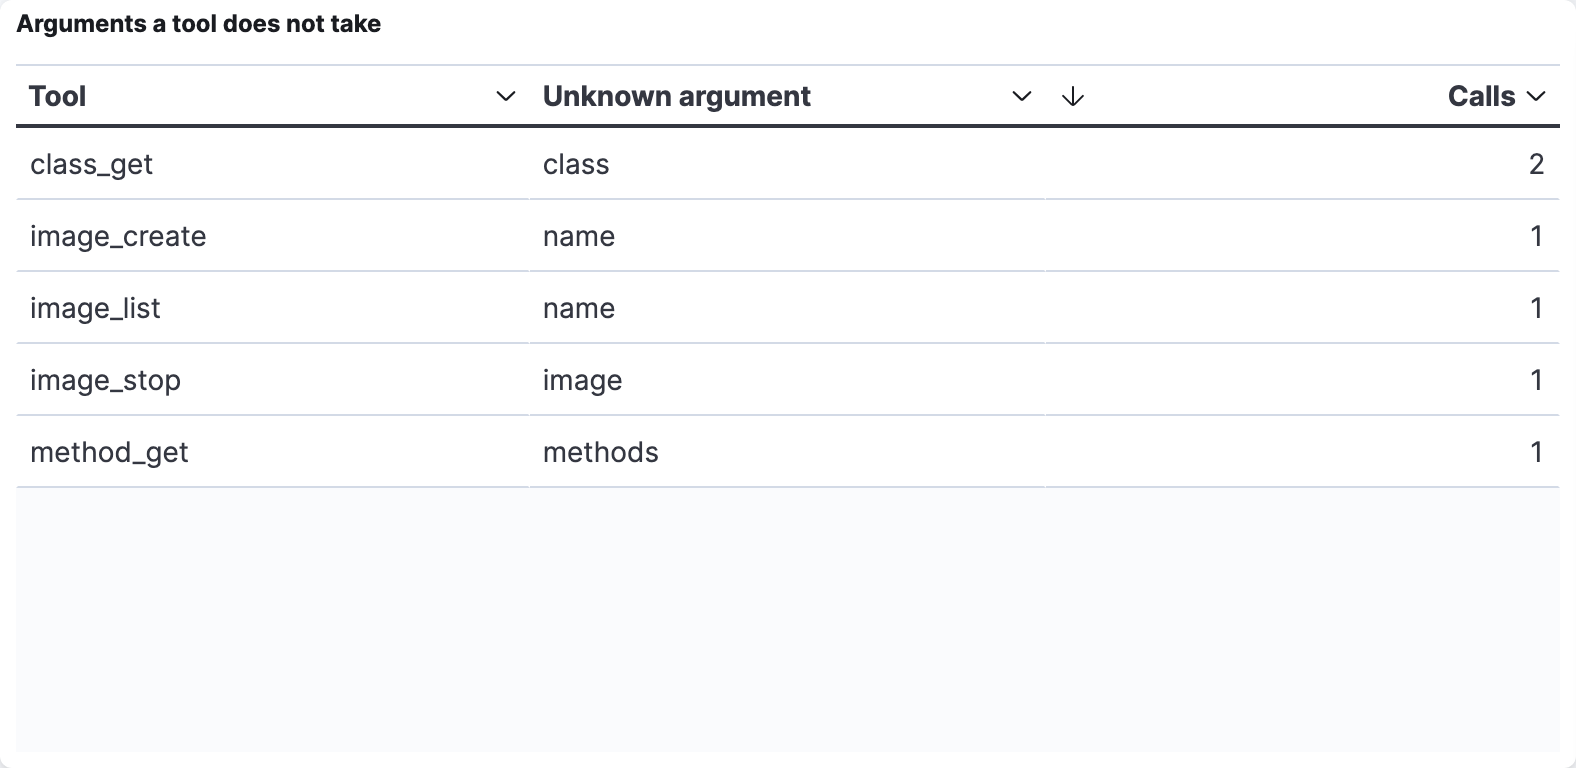 Arguments a tool does not take
Tool Unknown argument Calls
class_get class 2
image_create name 1
image_list name 1
image_stop image 1
method_get methods 1